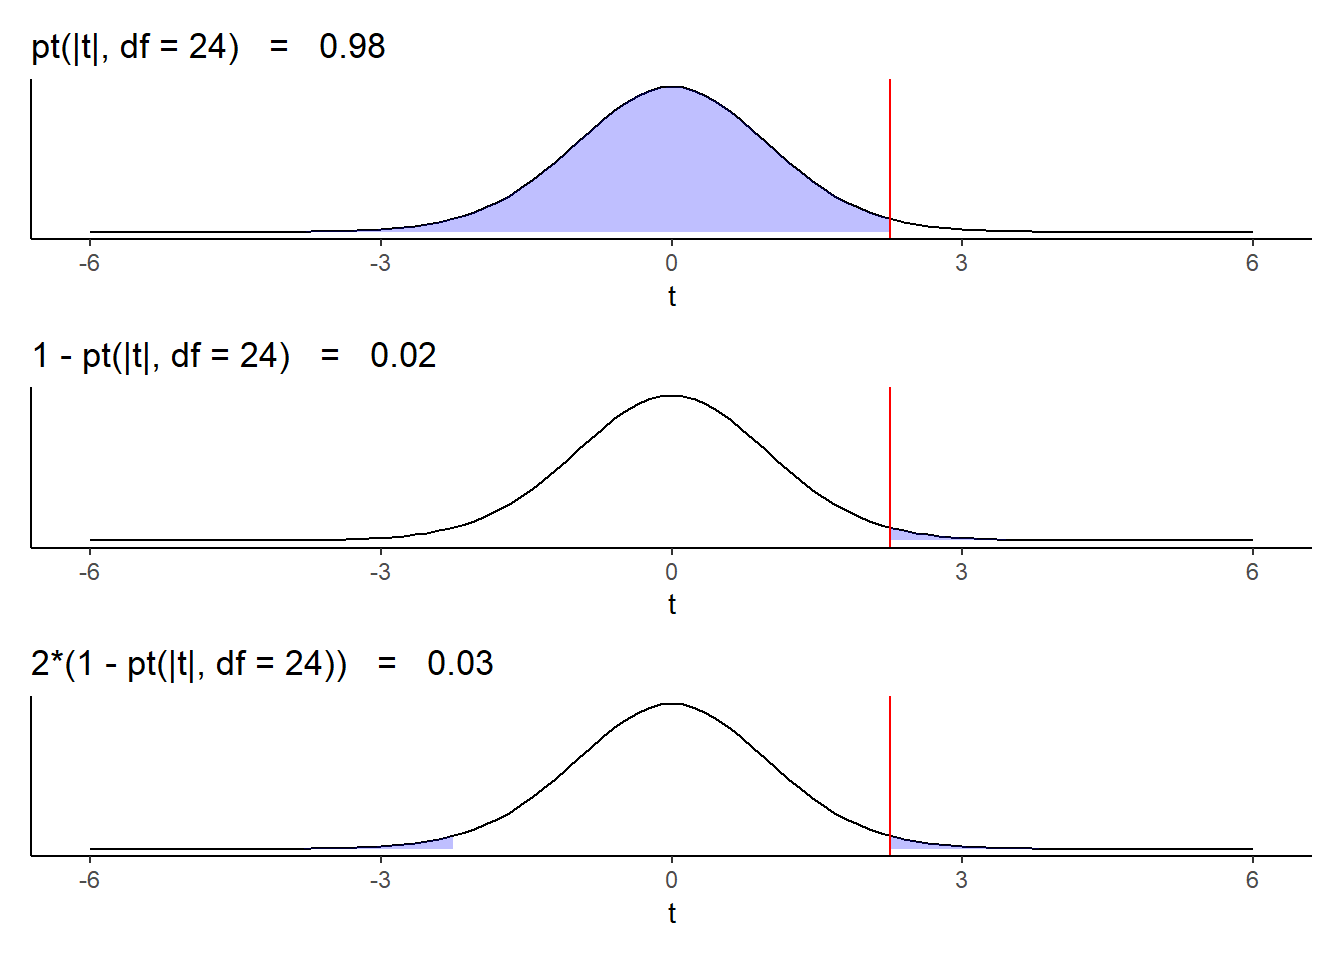 pt(|t|, df = 24)   =   0.98
-6 -3 0 3 6
t
1 - pt(|t|, df = 24)   =   0.02
-6 -3 0 3 6
t
2*(1 - pt(|t|, df = 24))   =   0.03
-6 -3 0 3 6
t